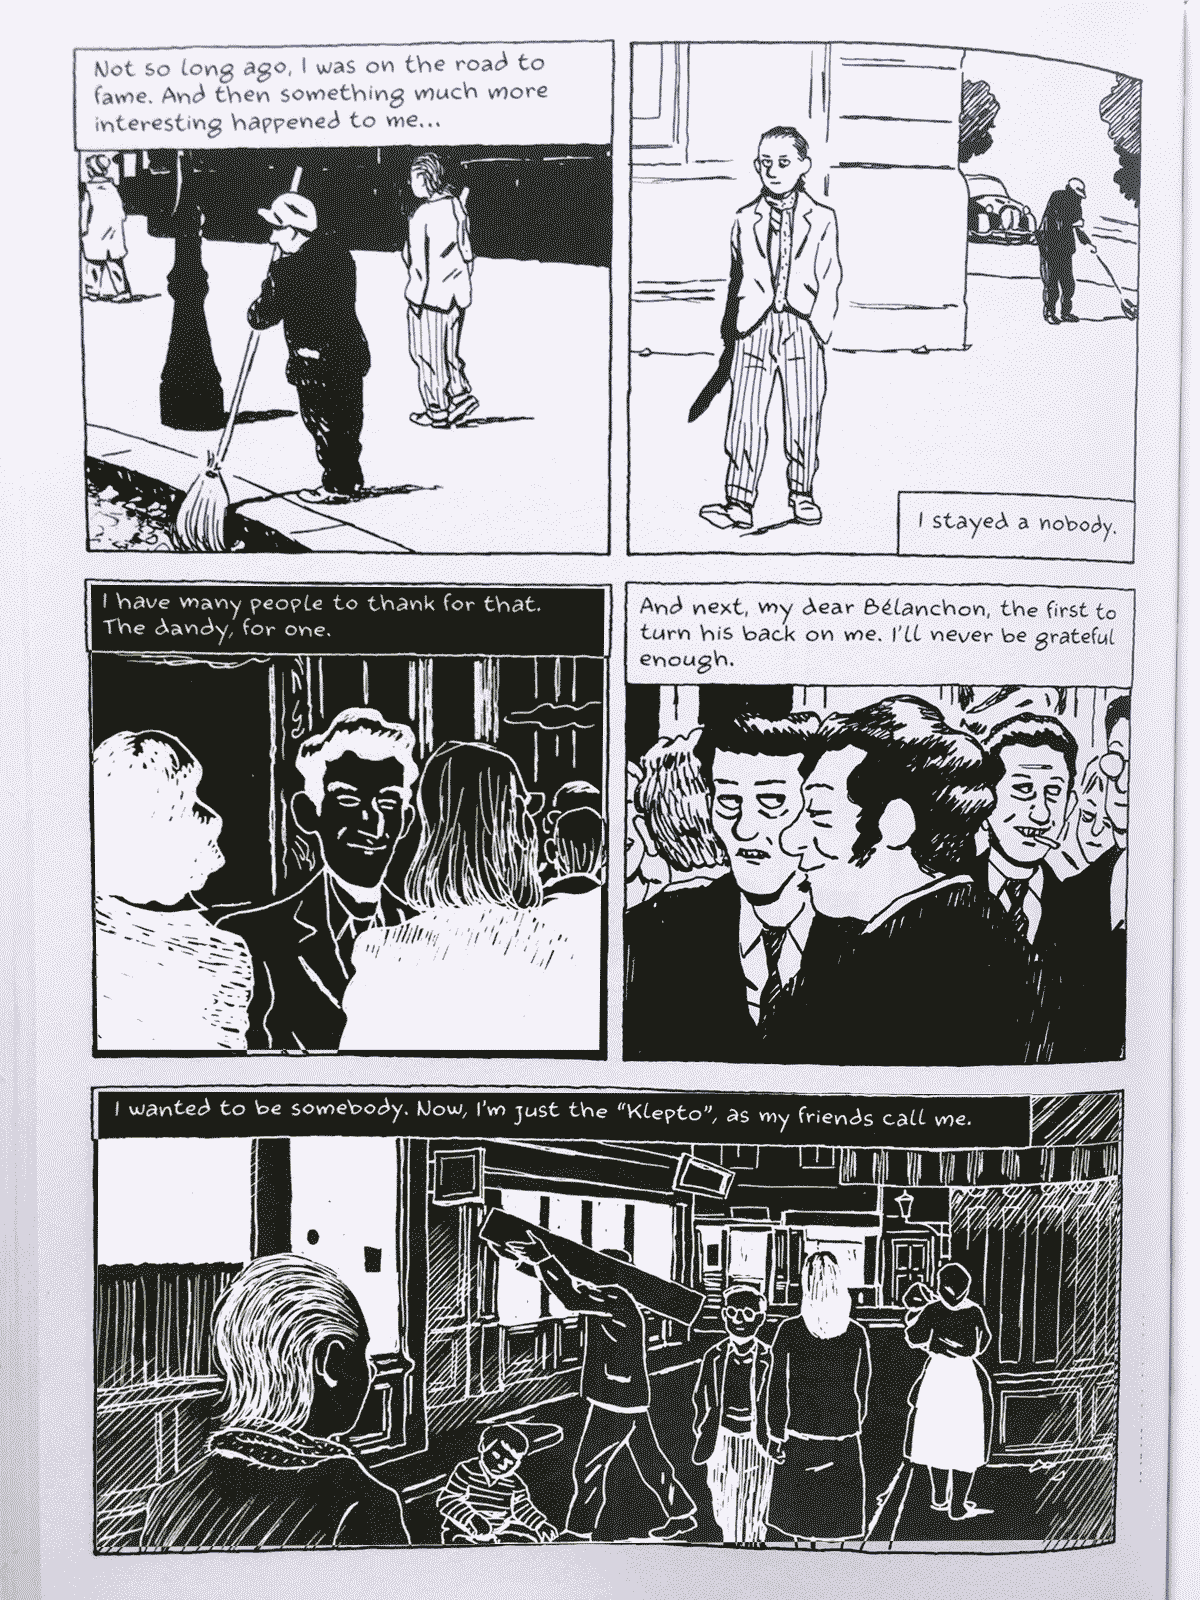 Not so long ago, I was on the road to
fame. And then something much more
interesting happened to me...
I stayed a nobody.
I have many people to thank for that.
The dandy, for one.
And next, my dear Bélanchon, the first to
turn his back on me. I'll never be grateful
enough.
I wanted to be somebody. Now, I'm just the “Klepto”, as my friends call me.